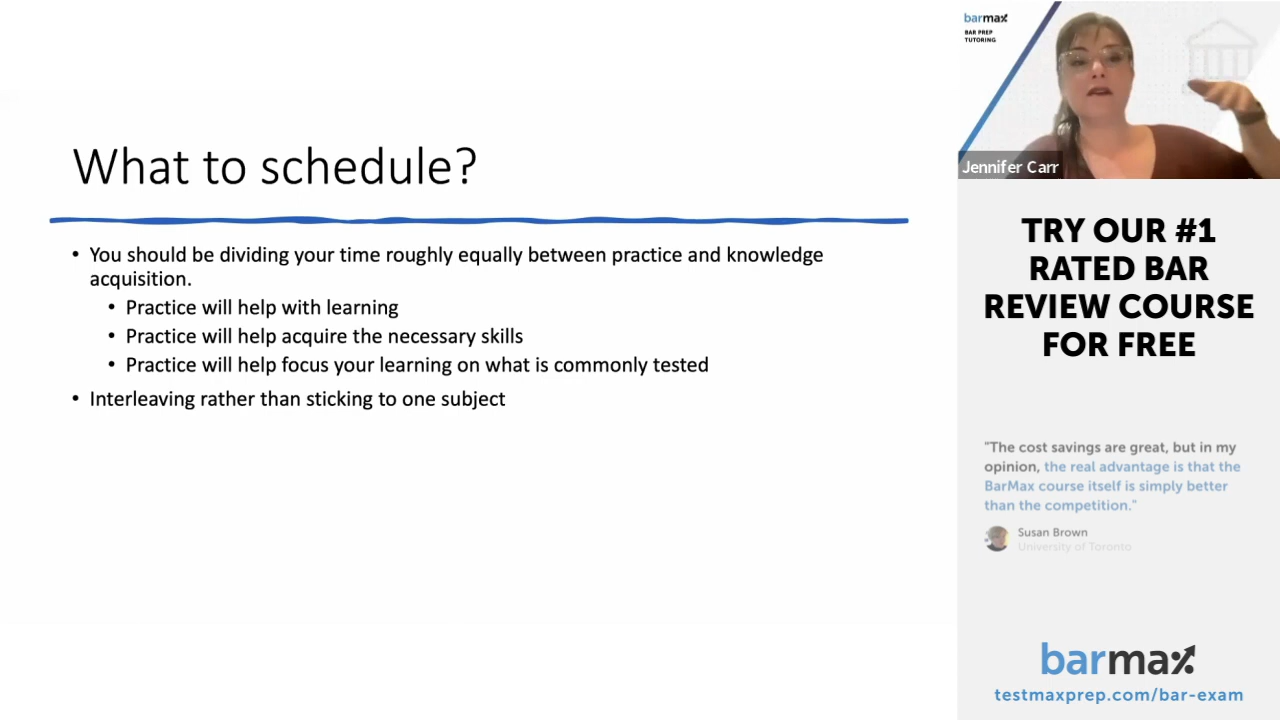 What to schedule?
• You should be dividing your time roughly equally between practice and knowledge
acquisition.
• Practice will help with learning
• Practice will help acquire the necessary skills
• Practice will help focus your learning on what is commonly tested
• Interleaving rather than sticking to one subject
barmax
BAR PREP
TUTORING
Jennifer Carr
TRY OUR #1
RATED BAR
REVIEW COURSE
FOR FREE
"The cost savings are great, but in my
opinion, the real advantage is that the
BarMax course itself is simply better
than the competition."
Susan Brown
University of Toronto
barmax
testmaxprep.com/bar-exam